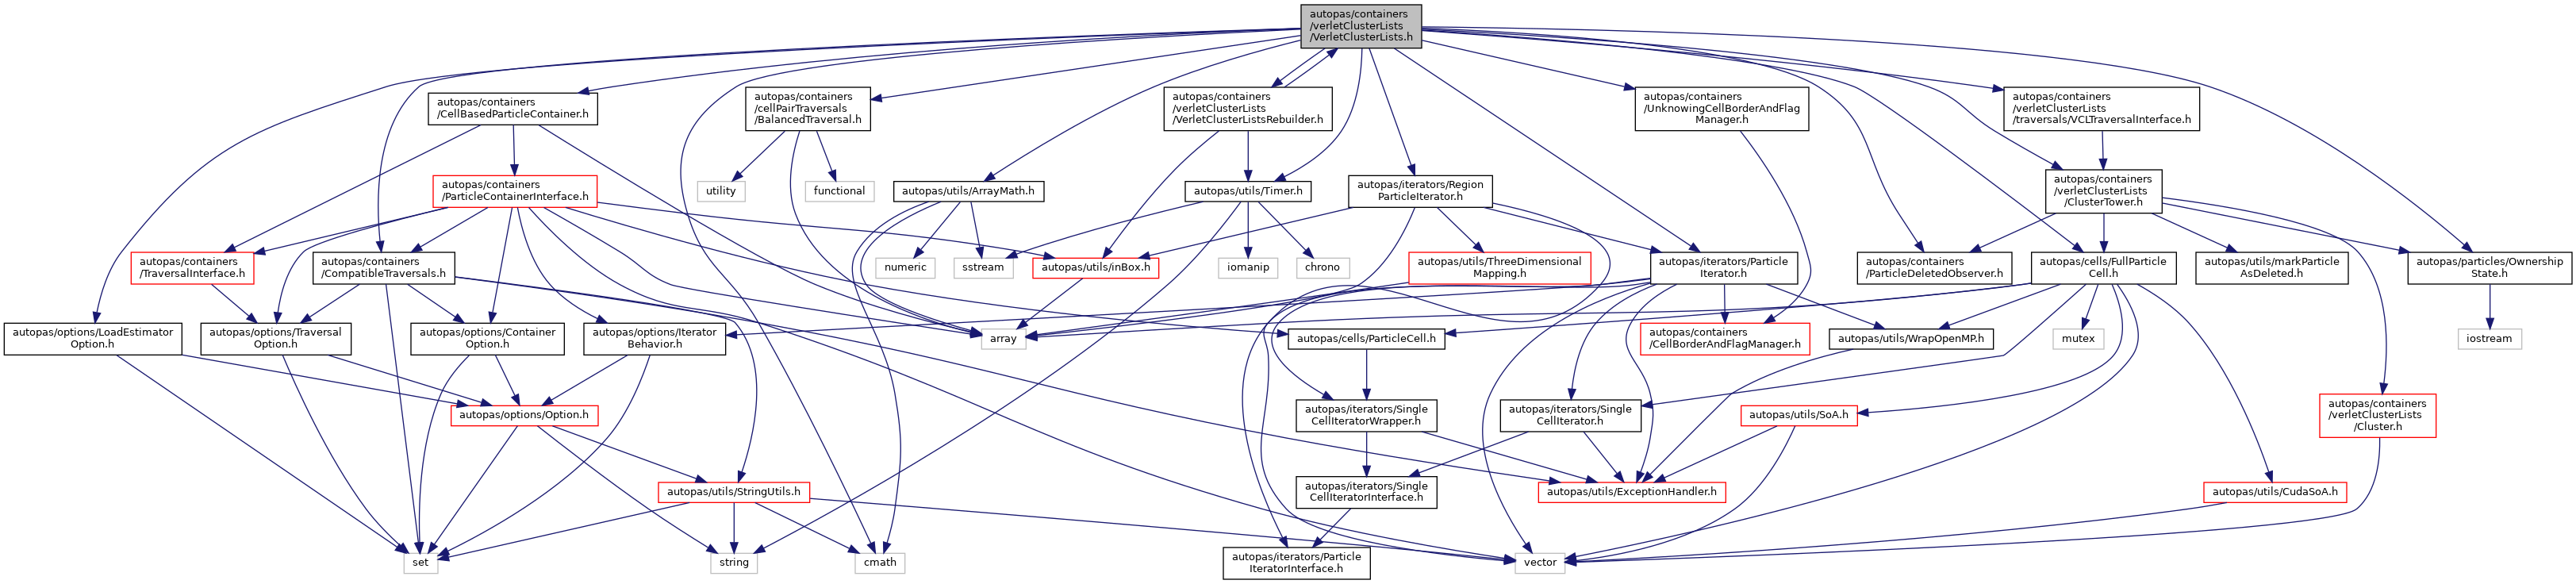 autopas/containers
/verletClusterLists
/VerletClusterLists.h
autopas/containers
/CellBasedParticleContainer.h
autopas/containers
/cellPairTraversals
/BalancedTraversal.h
autopas/containers
/verletClusterLists
/VerletClusterListsRebuilder.h
autopas/containers
/UnknowingCellBorderAndFlag
Manager.h
autopas/containers
/verletClusterLists
/traversals/VCLTraversalInterface.h
autopas/containers
/ParticleContainerInterface.h
utility
functional
autopas/utils/ArrayMath.h
autopas/utils/Timer.h
autopas/iterators/Region
ParticleIterator.h
autopas/containers
/verletClusterLists
/ClusterTower.h
autopas/containers
/TraversalInterface.h
autopas/containers
/CompatibleTraversals.h
numeric
sstream
autopas/utils/inBox.h
iomanip
chrono
autopas/utils/ThreeDimensional
Mapping.h
autopas/iterators/Particle
Iterator.h
autopas/containers
/ParticleDeletedObserver.h
autopas/cells/FullParticle
Cell.h
autopas/utils/markParticle
AsDeleted.h
autopas/particles/Ownership
State.h
autopas/options/LoadEstimator
Option.h
autopas/options/Traversal
Option.h
autopas/options/Container
Option.h
autopas/options/Iterator
Behavior.h
array
autopas/cells/ParticleCell.h
autopas/containers
/CellBorderAndFlagManager.h
autopas/utils/WrapOpenMP.h
mutex
iostream
autopas/options/Option.h
autopas/iterators/Single
CellIteratorWrapper.h
autopas/iterators/Single
CellIterator.h
autopas/utils/SoA.h
autopas/containers
/verletClusterLists
/Cluster.h
autopas/utils/StringUtils.h
autopas/iterators/Single
CellIteratorInterface.h
autopas/utils/ExceptionHandler.h
autopas/utils/CudaSoA.h
set
string
cmath
autopas/iterators/Particle
IteratorInterface.h
vector